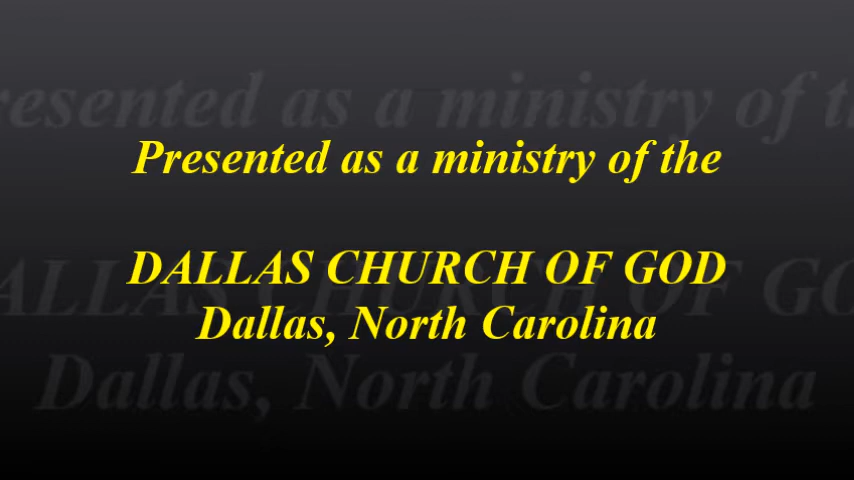 Presented as a ministry of the
DALLAS CHURCH OF GOD
Dallas, North Carolina